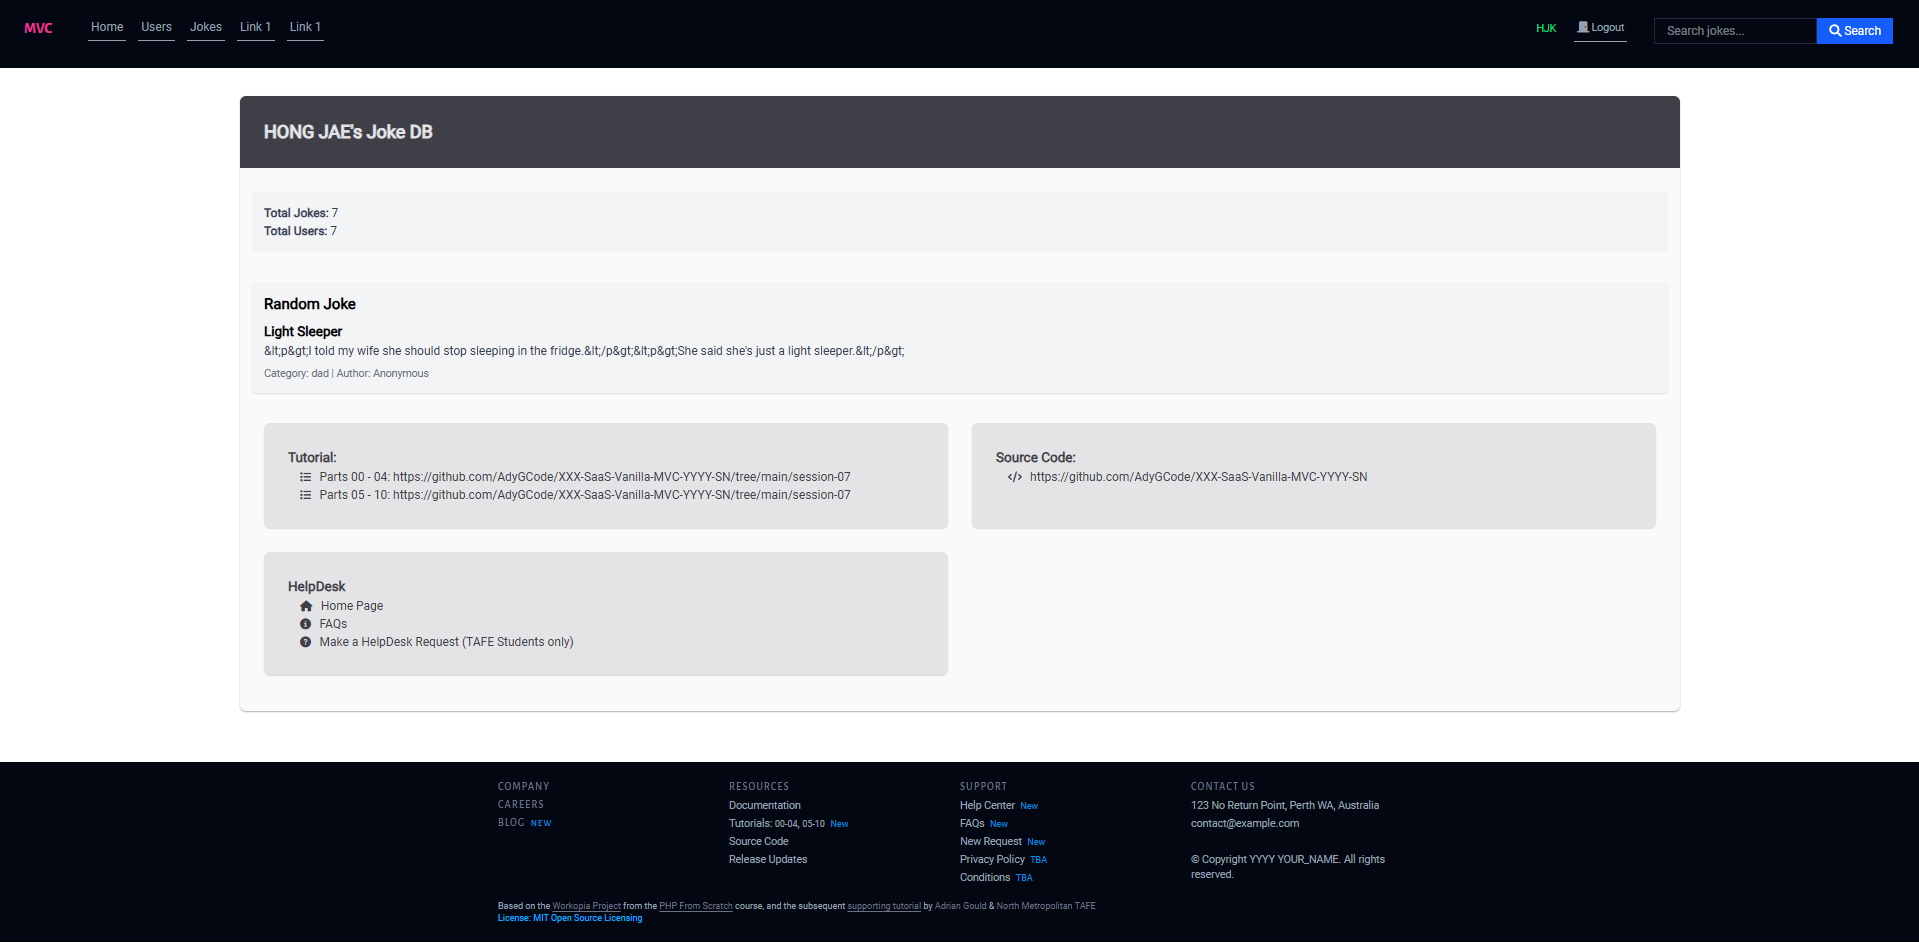 MVC Home Users Jokes Link 1 Link 1 HJK Logout Search jokes... Search
HONG JAE's Joke DB
Total Jokes: 7
Total Users: 7
Random Joke
Light Sleeper
&lt;p&gt;I told my wife she should stop sleeping in the fridge.&lt;/p&gt;&lt;p&gt;She said she's just a light sleeper.&lt;/p&gt;
Category: dad | Author: Anonymous
Tutorial:
Parts 00 - 04: https://github.com/AdyGCode/XXX-SaaS-Vanilla-MVC-YYYY-SN/tree/main/session-07
Parts 05 - 10: https://github.com/AdyGCode/XXX-SaaS-Vanilla-MVC-YYYY-SN/tree/main/session-07
Source Code:
https://github.com/AdyGCode/XXX-SaaS-Vanilla-MVC-YYYY-SN
HelpDesk
Home Page
FAQs
Make a HelpDesk Request (TAFE Students only)
COMPANY
CAREERS
BLOG NEW
RESOURCES
Documentation
Tutorials: 00-04, 05-10 New
Source Code
Release Updates
SUPPORT
Help Center New
FAQs New
New Request New
Privacy Policy TBA
Conditions TBA
CONTACT US
123 No Return Point, Perth WA, Australia
contact@example.com
© Copyright YYYY YOUR_NAME. All rights
reserved.
Based on the Workopia Project from the PHP From Scratch course, and the subsequent supporting tutorial by Adrian Gould & North Metropolitan TAFE
License: MIT Open Source Licensing